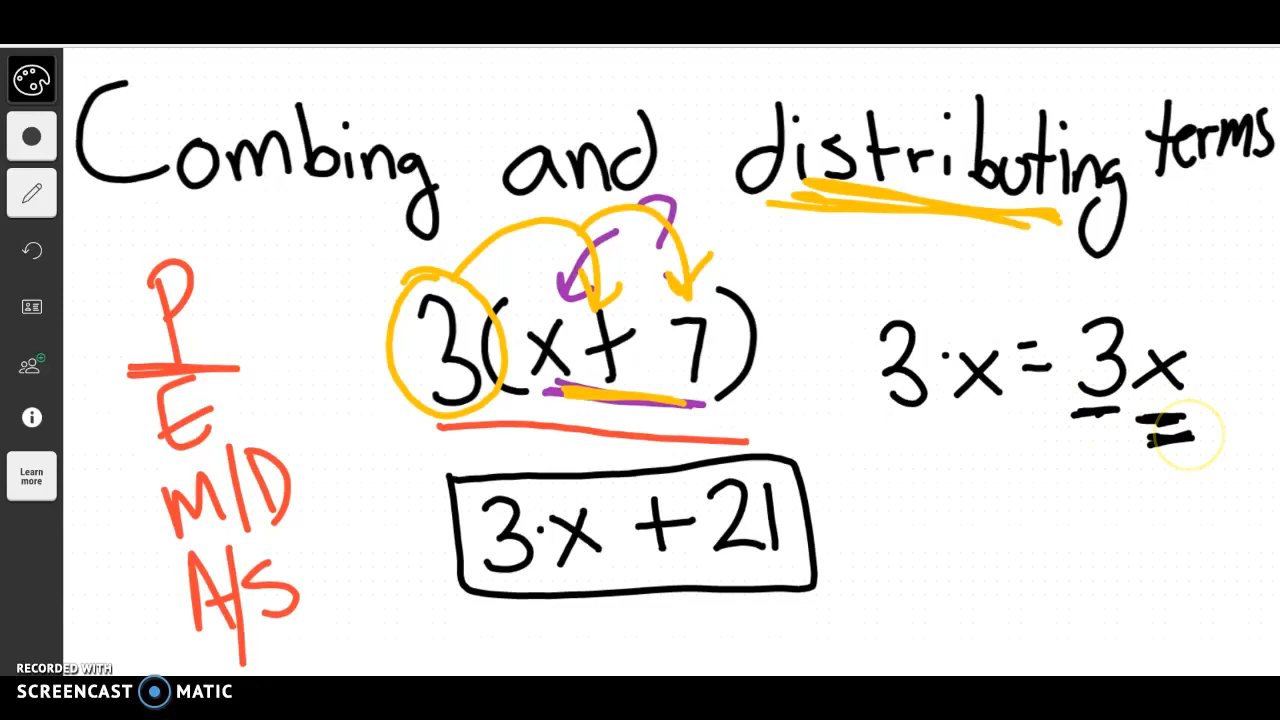 Combing and distributing terms
P
E
M/D
A/S
3(x + 7)
3·x + 21
3·x = 3x
Learn more
RECORDED WITH
SCREENCAST MATIC